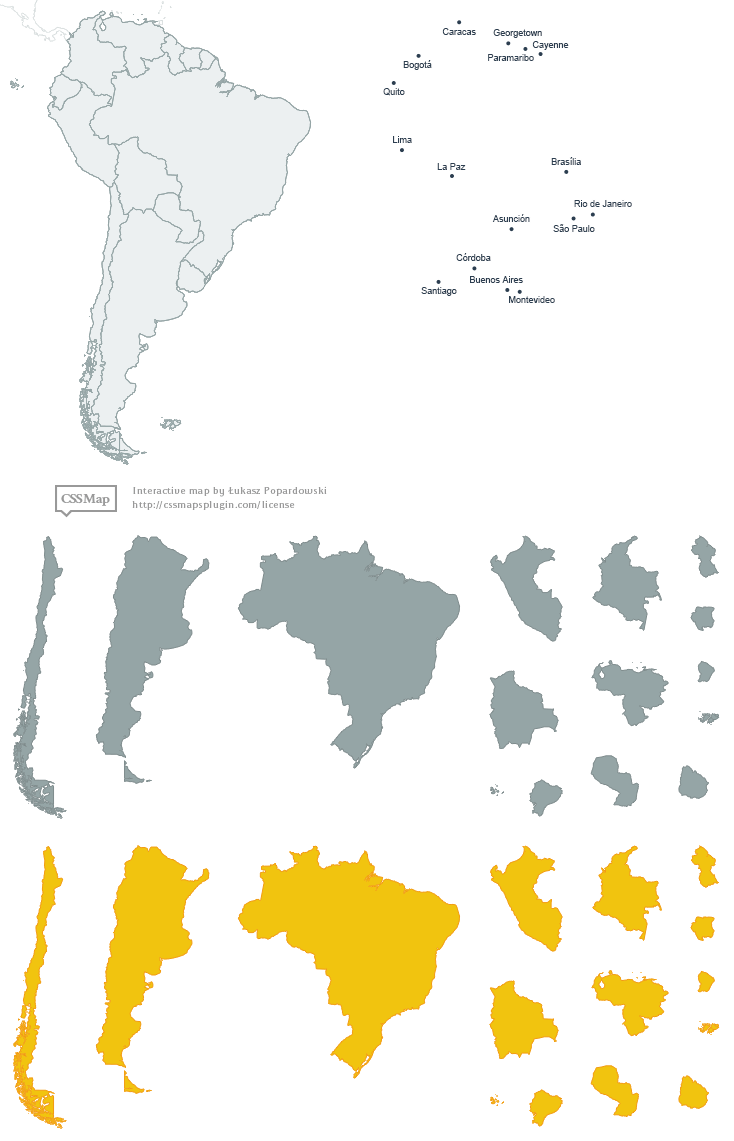 Caracas
Georgetown
Cayenne
Paramaribo
Bogotá
Quito
Lima
La Paz
Brasília
Rio de Janeiro
Asunción
São Paulo
Córdoba
Buenos Aires
Santiago
Montevideo
CSSMap
Interactive map by Łukasz Popardowski
http://cssmapsplugin.com/license